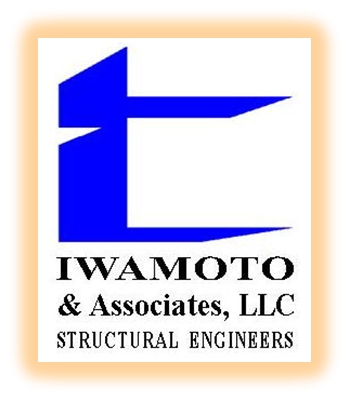 IWAMOTO
& Associates, LLC
STRUCTURAL ENGINEERS